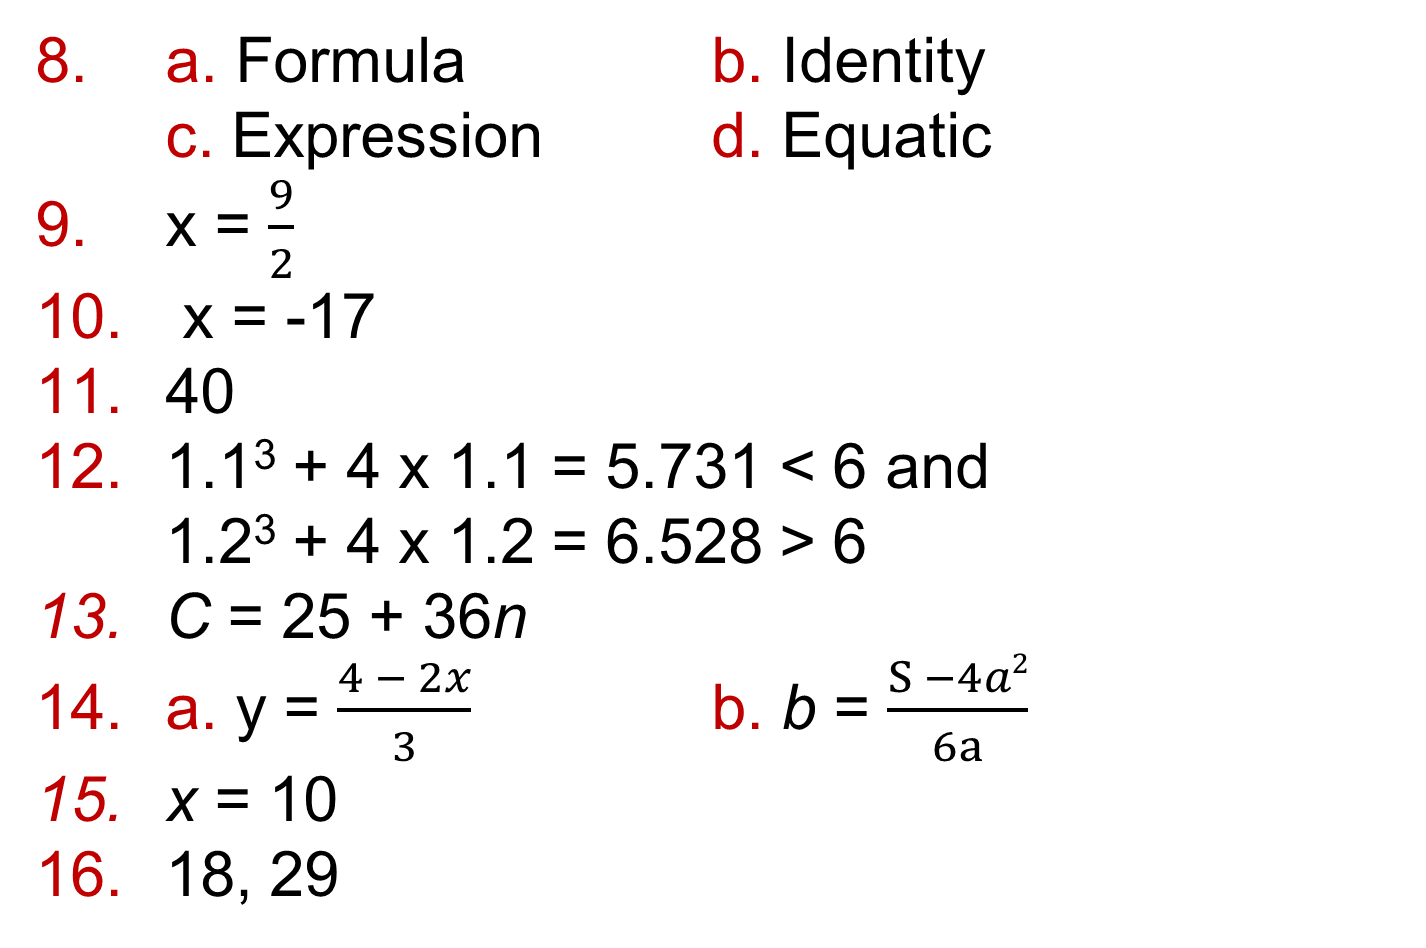 8. a. Formula b. Identity
c. Expression d. Equatic
9. x = 9/2
10. x = -17
11. 40
12. 1.1³ + 4 x 1.1 = 5.731 < 6 and
1.2³ + 4 x 1.2 = 6.528 > 6
13. C = 25 + 36n
14. a. y = (4 – 2x)/3 b. b = (S –4a²)/6a
15. x = 10
16. 18, 29